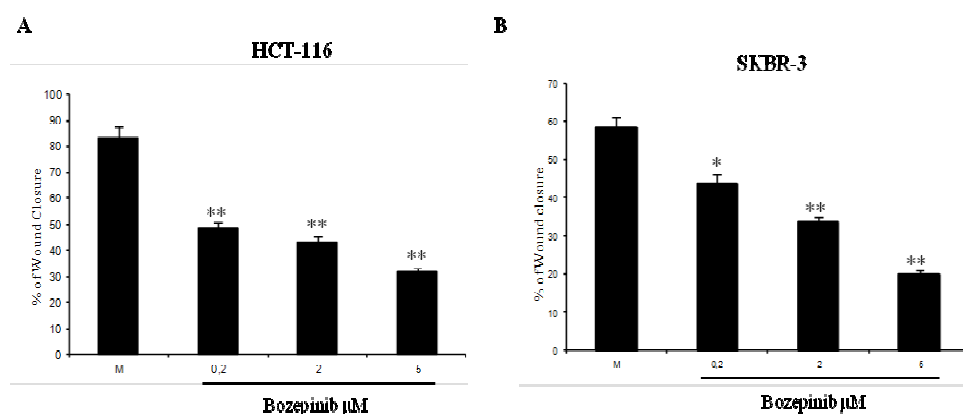 A
HCT-116
% of Wound Closure
100
90
80
70
60
50
40
30
20
10
0
**
**
**
M 0,2 2 5
Bozepinib µM
B
SKBR-3
% of Wound closure
70
60
50
40
30
20
10
0
*
**
**
M 0,2 2 6
Bozepinib µM